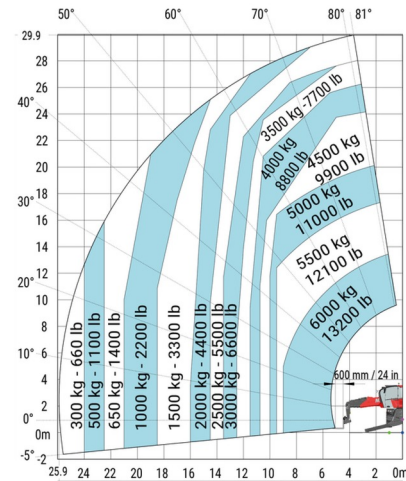 50° 60° 70° 80° 81°
29.9
28
26
24
22
40°
20
18
30°
16
14
20° 12
10
8
10° 6
4
2
0°
0m
-5° -2
25.9 24 22 20 18 16 14 12 10 8 6 4 2 0m
3500 kg -7700 lb
4000 kg
8800 lb
4500 kg
9900 lb
5000 kg
11000 lb
5500 kg
12100 lb
6000 kg
13200 lb
600 mm / 24 in
300 kg - 660 lb
500 kg - 1100 lb
650 kg - 1400 lb
1000 kg - 2200 lb
1500 kg - 3300 lb
2000 kg - 4400 lb
2500 kg - 5500 lb
3000 kg - 6600 lb